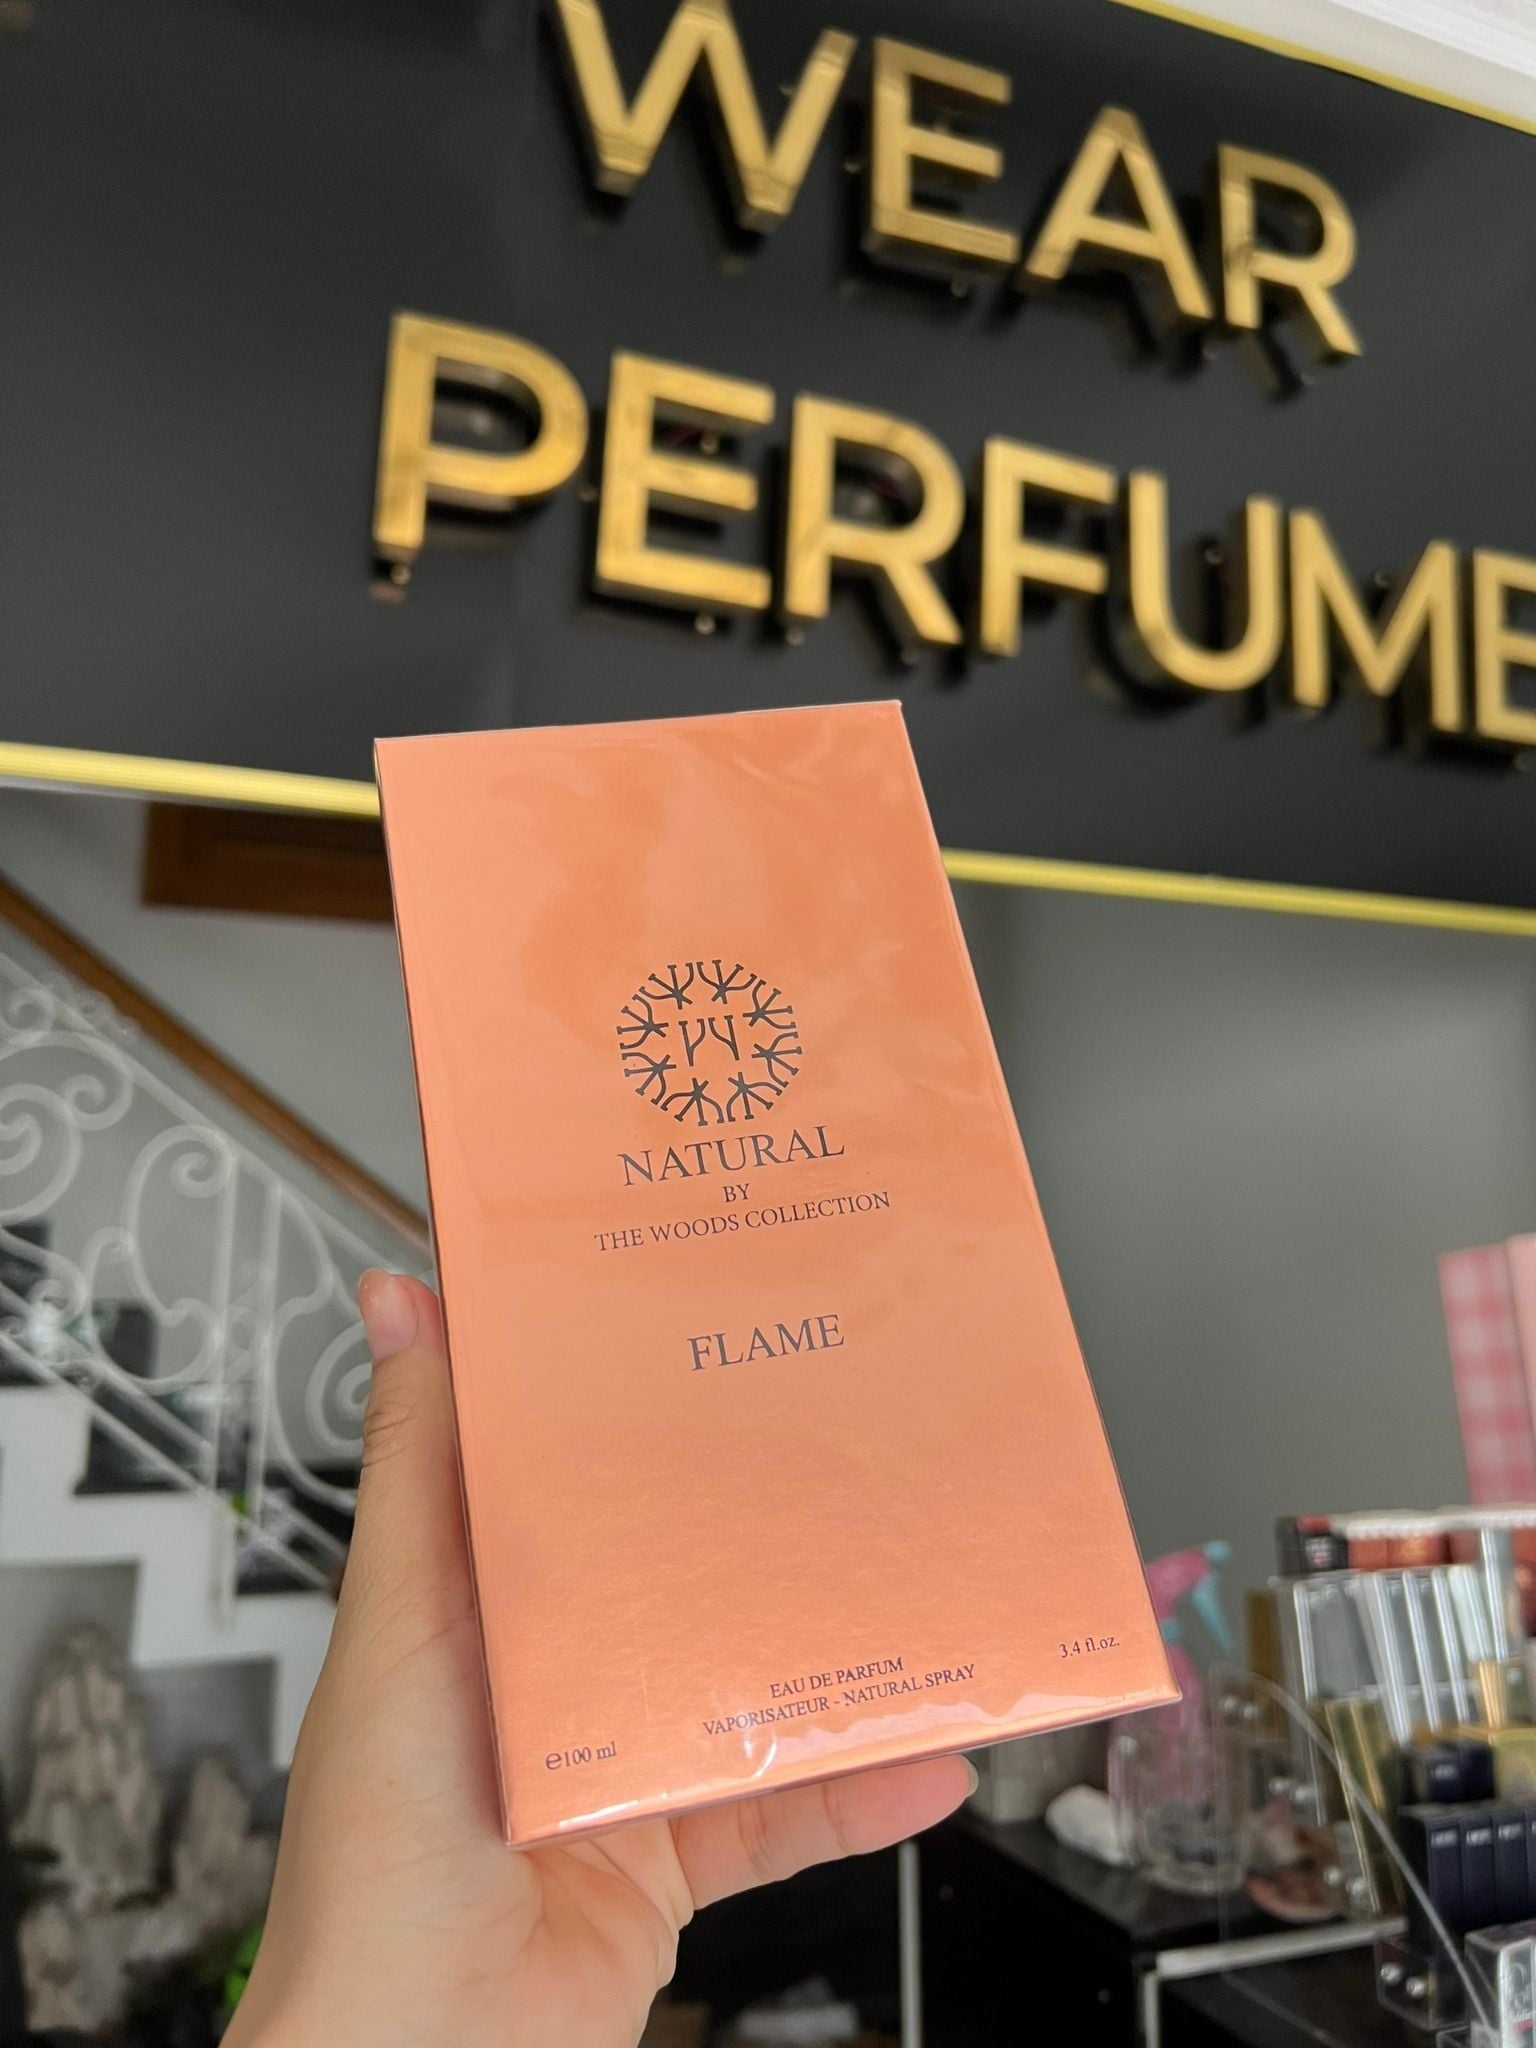 WEAR
PERFUME
NATURAL
BY
THE WOODS COLLECTION
FLAME
EAU DE PARFUM
VAPORISATEUR - NATURAL SPRAY
3.4 fl.oz.
℮100 ml